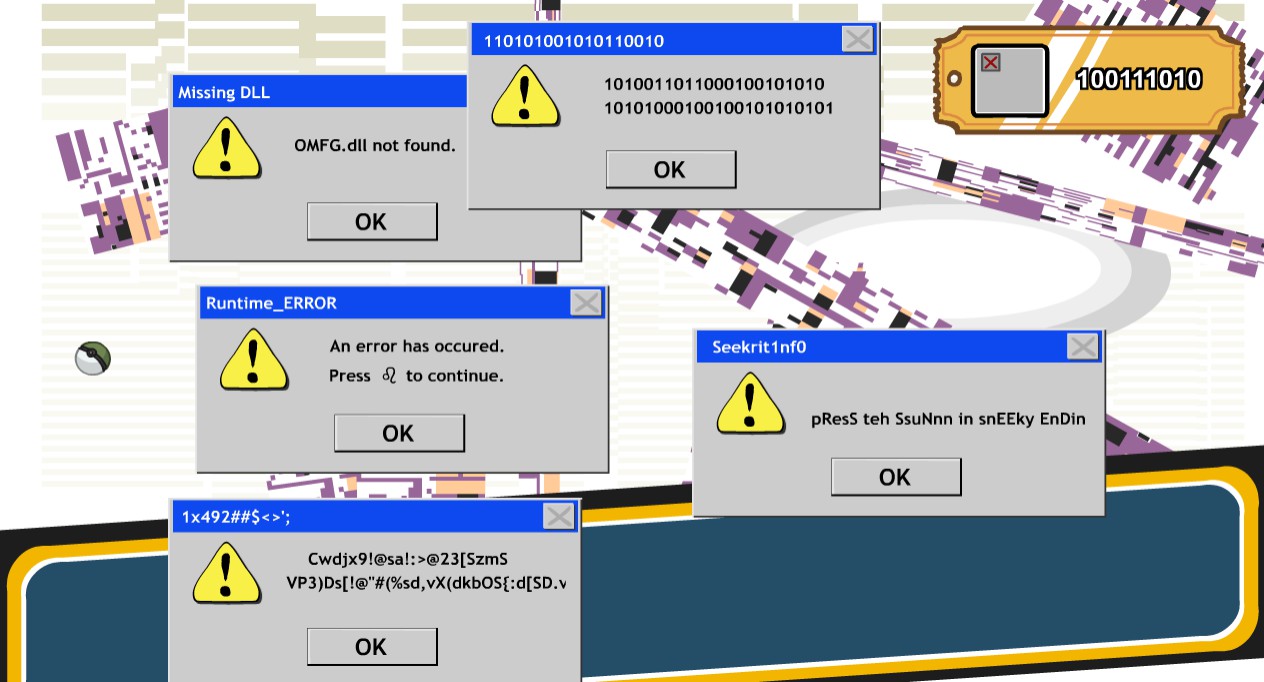 110101001010110010
1010011011000100101010
10101000100100101010101
OK
100111010
Missing DLL
OMFG.dll not found.
OK
Runtime_ERROR
An error has occured.
Press ♌ to continue.
OK
Seekrit1nf0
pResS teh SsuNnn in snEEky EnDin
OK
1x492##$<>';
Cwdjx9!@sa!:>@23[SzmS
VP3)Ds[!@"#(%sd,vX(dkbOS{:d[SD.v
OK